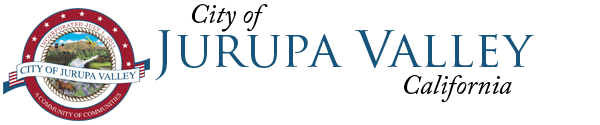 INCORPORATED JULY 1, 2011
CITY OF JURUPA VALLEY
A COMMUNITY OF COMMUNITIES
City of
JURUPA VALLEY
California